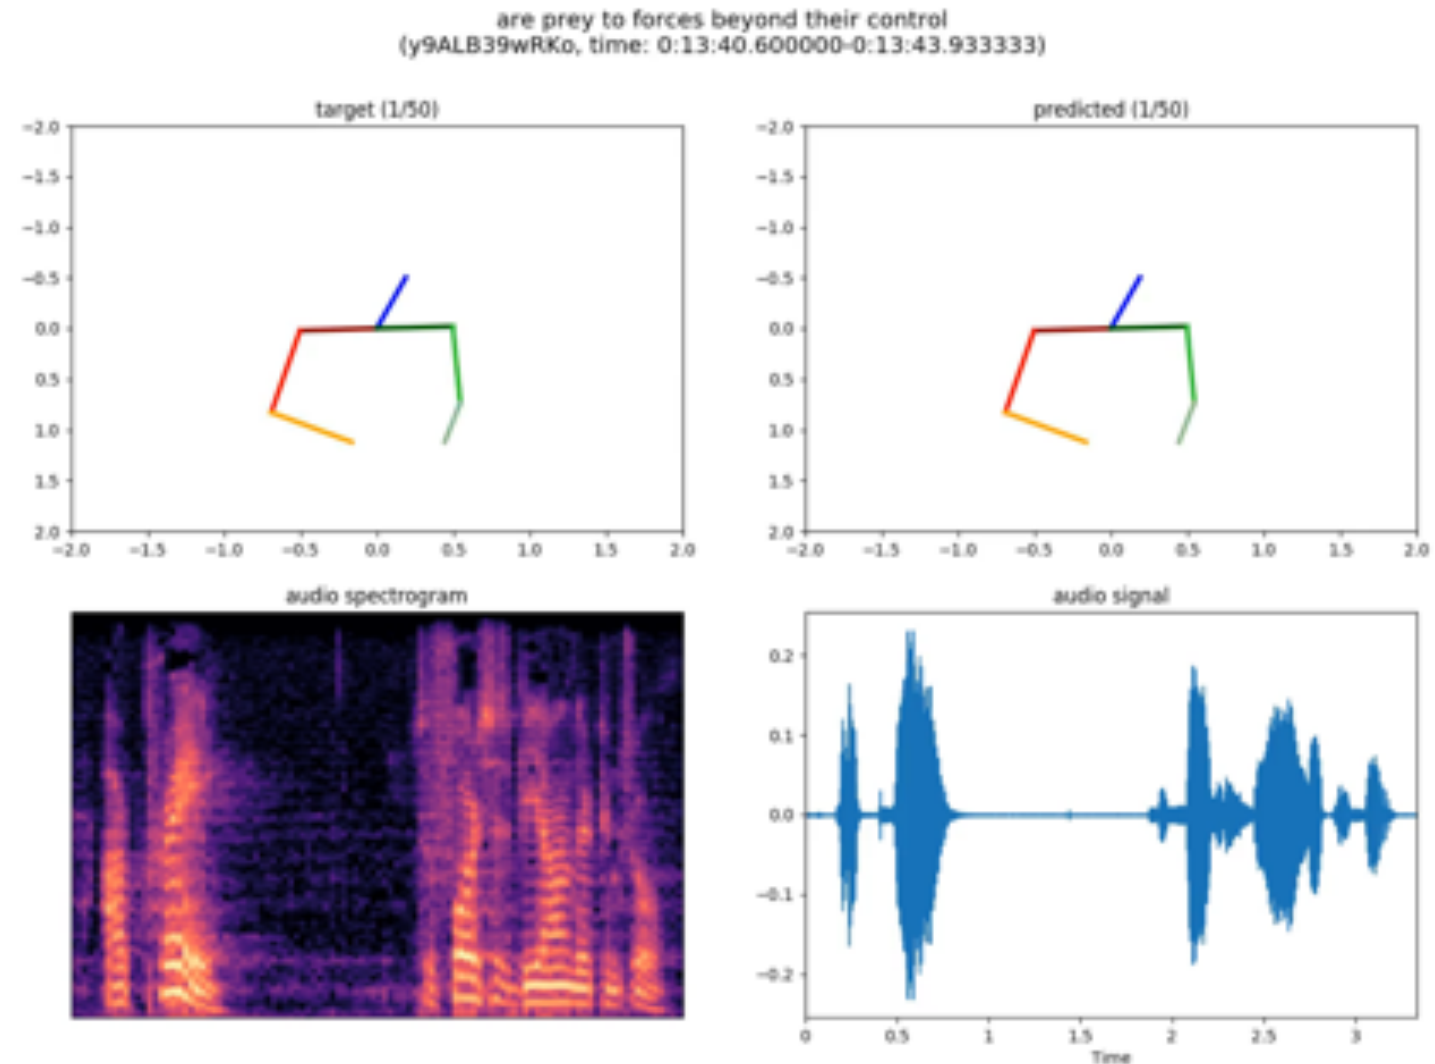 are prey to forces beyond their control
(y9ALB39wRKo, time: 0:13:40.600000-0:13:43.933333)
target (1/50)
predicted (1/50)
−2.0
−1.5
−1.0
−0.5
0.0
0.5
1.0
1.5
2.0
−2.0 −1.5 −1.0 −0.5 0.0 0.5 1.0 1.5 2.0
−2.0
−1.5
−1.0
−0.5
0.0
0.5
1.0
1.5
2.0
−2.0 −1.5 −1.0 −0.5 0.0 0.5 1.0 1.5 2.0
audio spectrogram
audio signal
0.2
0.1
0.0
−0.1
−0.2
0 0.5 1 1.5 2 2.5 3
Time